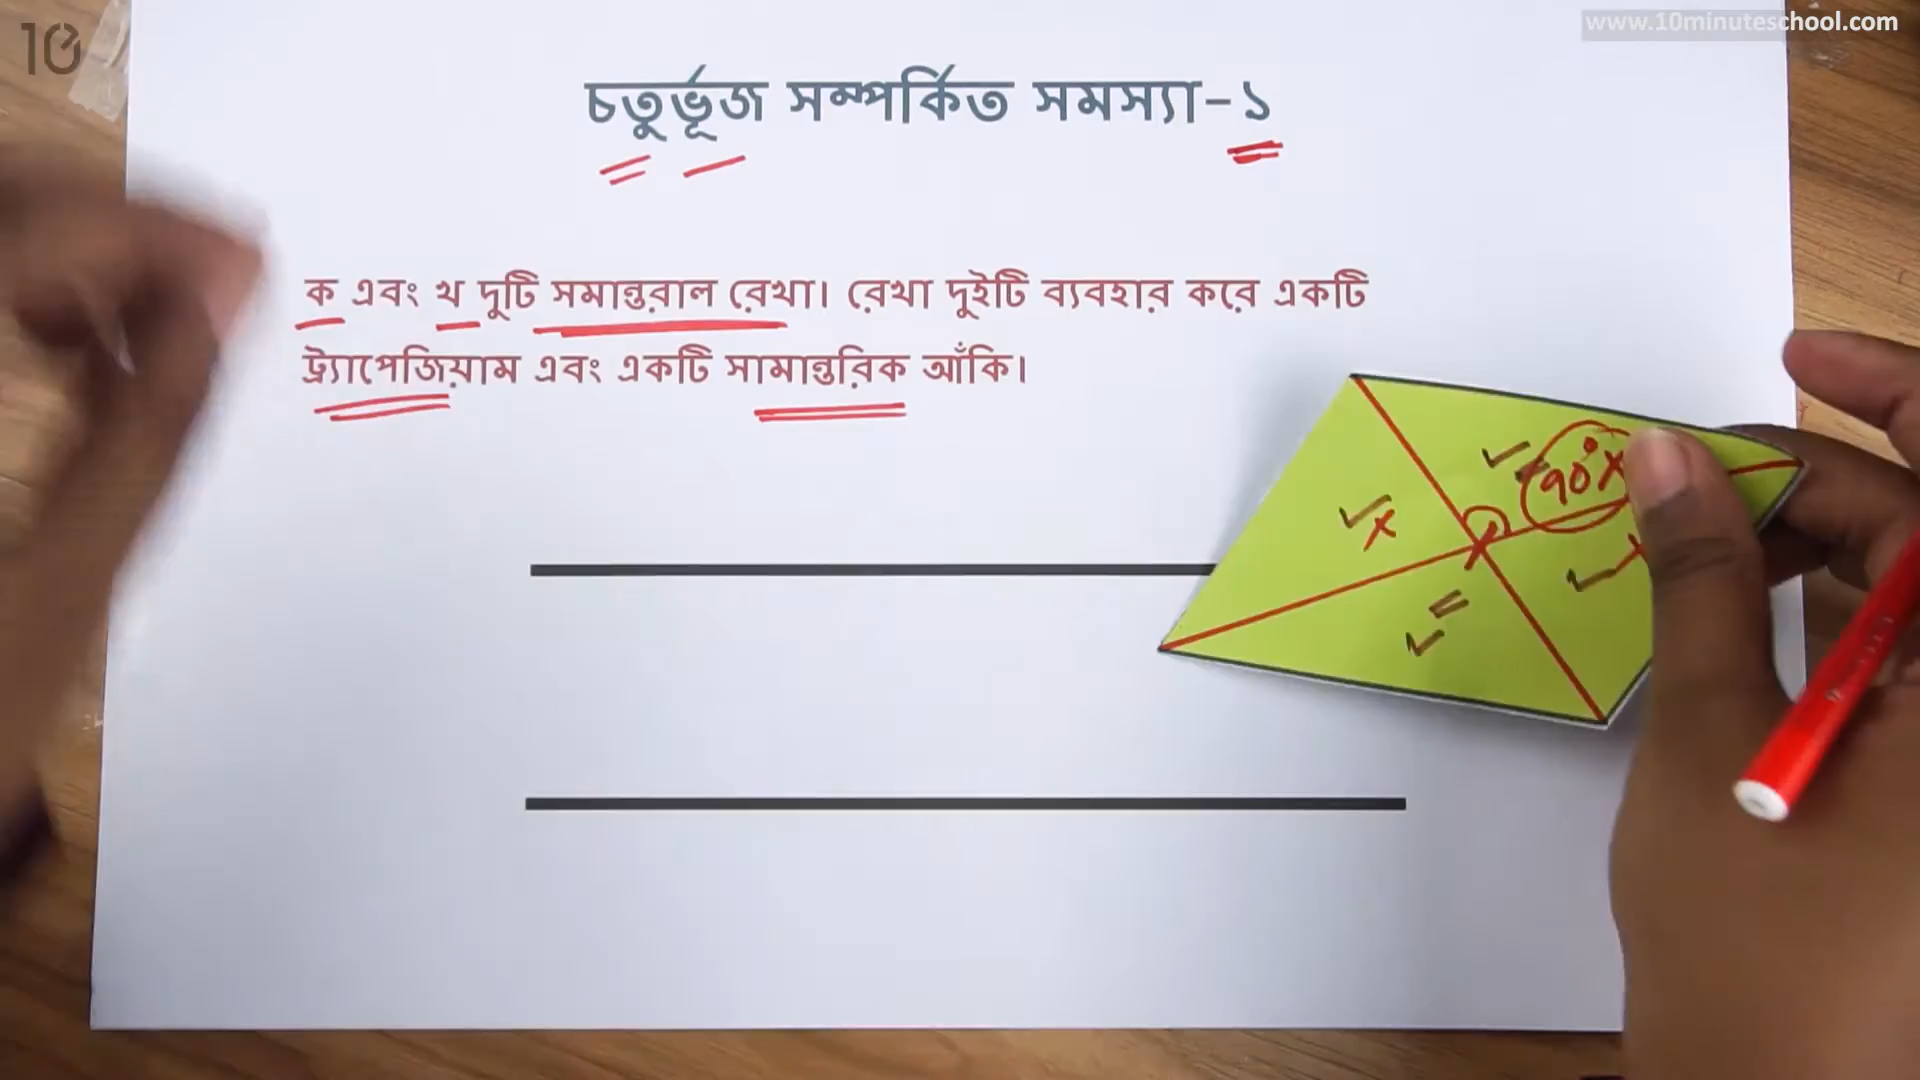 10
www.10minuteschool.com
চতুর্ভূজ সম্পর্কিত সমস্যা-১
ক এবং খ দুটি সমান্তরাল রেখা। রেখা দুইটি ব্যবহার করে একটি
ট্র্যাপেজিয়াম এবং একটি সামান্তরিক আঁকি।
90°x
x